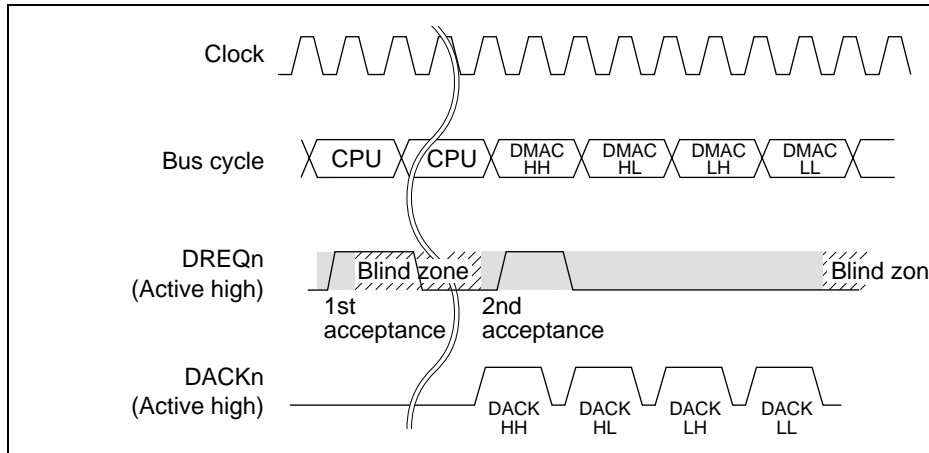 Clock
Bus cycle
CPU
CPU
DMAC
HH
DMAC
HL
DMAC
LH
DMAC
LL
DREQn
(Active high)
Blind zone
Blind zon
1st
acceptance
2nd
acceptance
DACKn
(Active high)
DACK
HH
DACK
HL
DACK
LH
DACK
LL